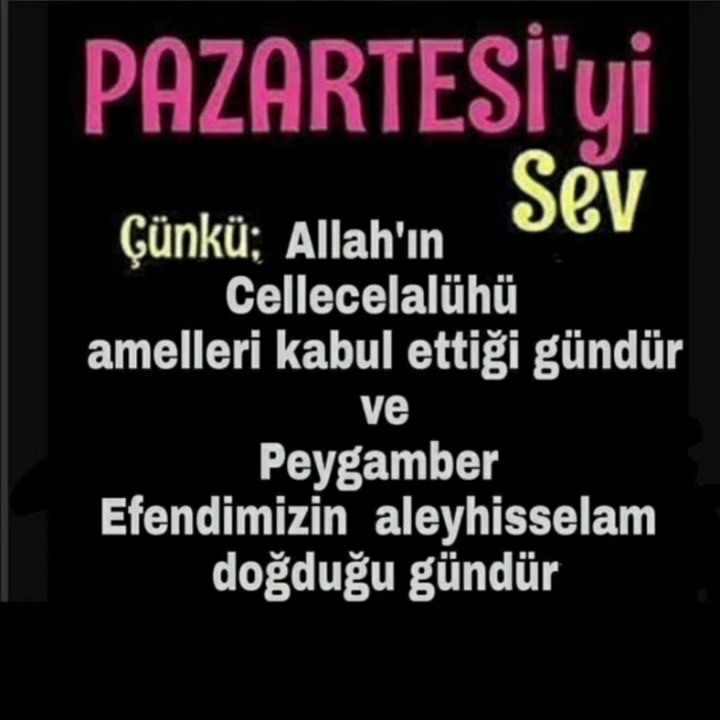 PAZARTESİ'yi
Sev
Çünkü; Allah'ın
Cellecelalühü
amelleri kabul ettiği gündür
ve
Peygamber
Efendimizin aleyhisselam
doğduğu gündür